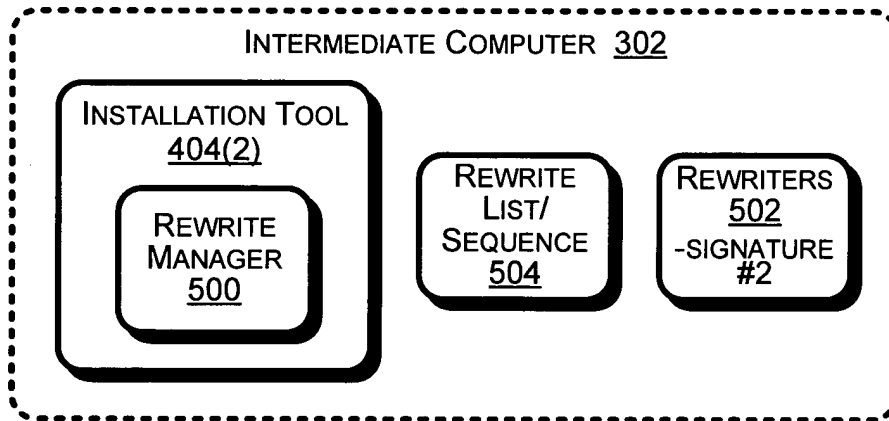 INTERMEDIATE COMPUTER 302
INSTALLATION TOOL
404(2)
REWRITE
MANAGER
500
REWRITE
LIST/
SEQUENCE
504
REWRITERS
502
-SIGNATURE
#2